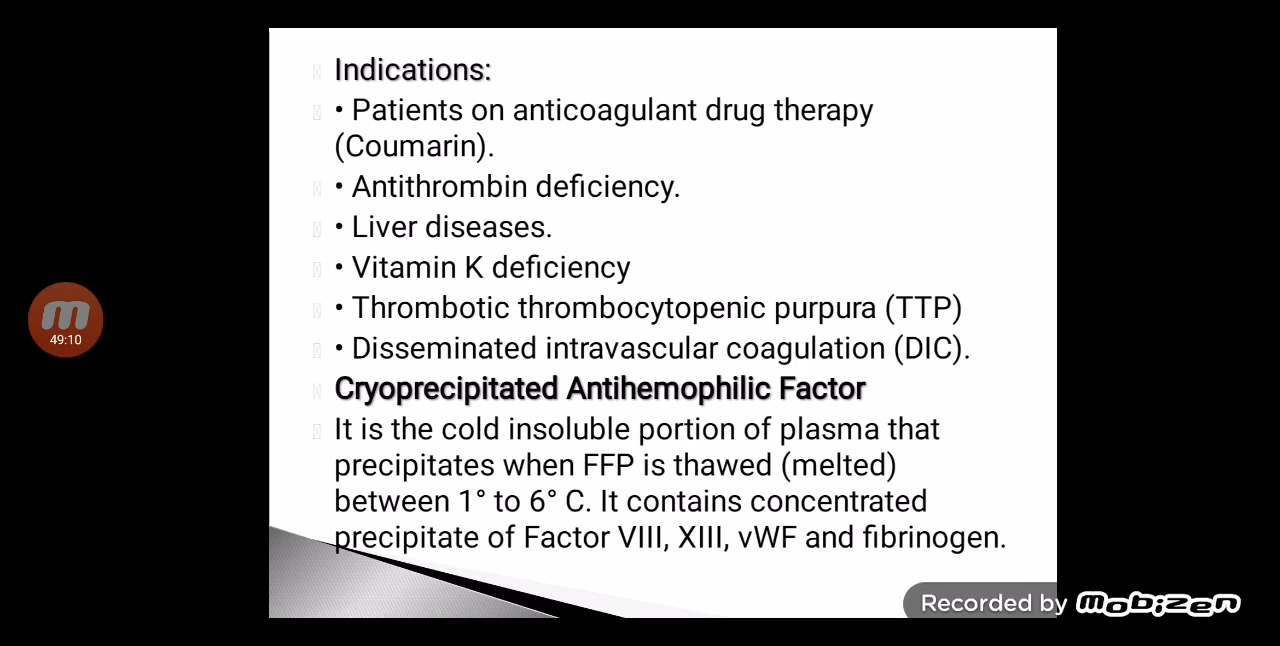 Indications:
• Patients on anticoagulant drug therapy
(Coumarin).
• Antithrombin deficiency.
• Liver diseases.
• Vitamin K deficiency
• Thrombotic thrombocytopenic purpura (TTP)
• Disseminated intravascular coagulation (DIC).
Cryoprecipitated Antihemophilic Factor
It is the cold insoluble portion of plasma that
precipitates when FFP is thawed (melted)
between 1° to 6° C. It contains concentrated
precipitate of Factor VIII, XIII, vWF and fibrinogen.
49:10
Recorded by mobizen